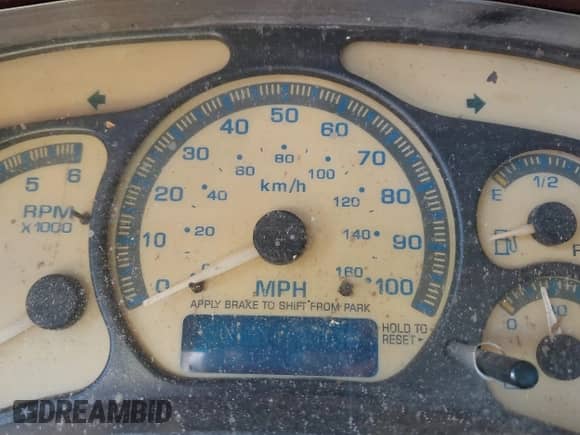 50
40 60
30 80 70
60 100
km/h
20 40 120 80
5 6
RPM
X1000
E 1/2
10 20 140 90
0 MPH 160 100
APPLY BRAKE TO SHIFT FROM PARK
HOLD TO
RESET
0
DREAMBID